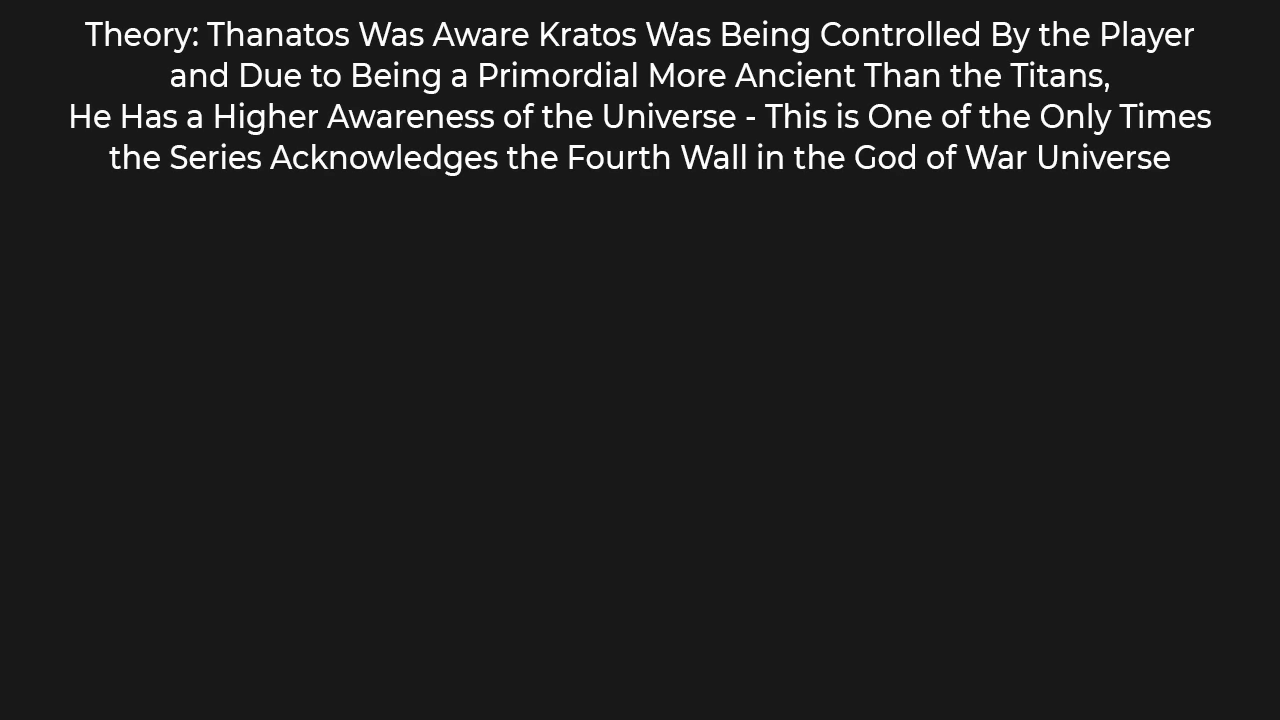 Theory: Thanatos Was Aware Kratos Was Being Controlled By the Player
and Due to Being a Primordial More Ancient Than the Titans,
He Has a Higher Awareness of the Universe - This is One of the Only Times
the Series Acknowledges the Fourth Wall in the God of War Universe